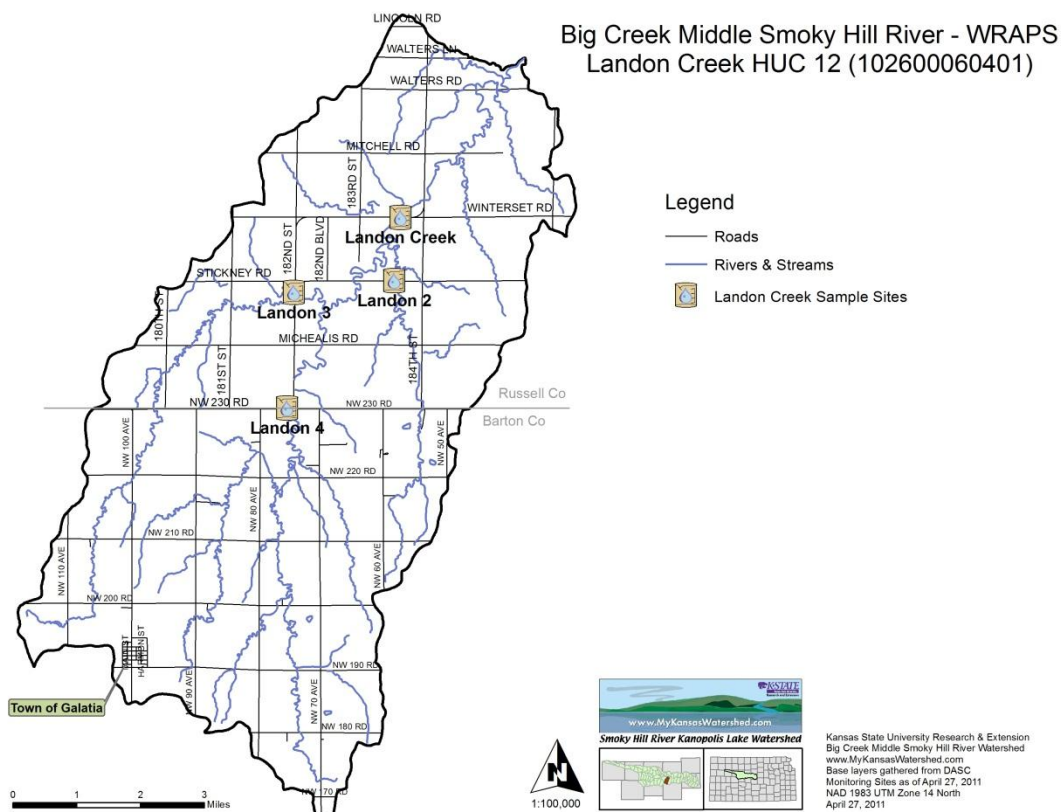 Big Creek Middle Smoky Hill River - WRAPS
Landon Creek HUC 12 (102600060401)
LINCOLN RD
WALTERS LN
WALTERS RD
MITCHELL RD
183RD ST
WINTERSET RD
Landon Creek
182ND ST
182ND BLVD
STICKNEY RD
Landon 2
Landon 3
180TH ST
MICHEALIS RD
181ST ST
184TH ST
Russell Co
NW 230 RD
NW 230 RD
Barton Co
Landon 4
NW 100 AVE
NW 50 AVE
NW 220 RD
NW 80 AVE
NW 210 RD
NW 110 AVE
NW 60 AVE
NW 200 RD
NW 190 RD
Town of Galatia
NW 90 AVE
NW 70 AVE
NW 180 RD
NW 170 RD
Legend
Roads
Rivers & Streams
Landon Creek Sample Sites
0 1 2 3
Miles
N
1:100,000
K-STATE
www.MyKansasWatershed.com
Smoky Hill River Kanopolis Lake Watershed
Kansas State University Research & Extension
Big Creek Middle Smoky Hill River Watershed
www.MyKansasWatershed.com
Base layers gathered from DASC
Monitoring Sites as of April 27, 2011
NAD 1983 UTM Zone 14 North
April 27, 2011